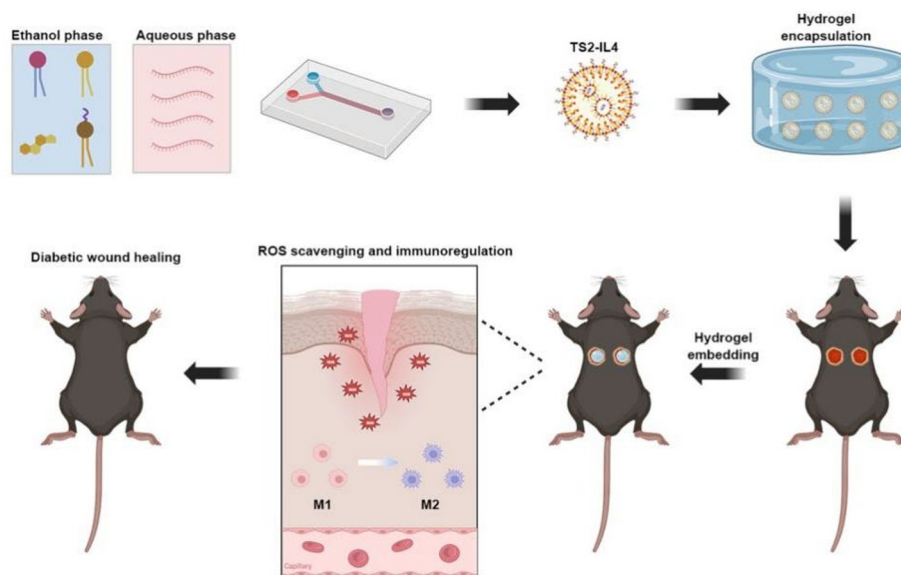 Ethanol phase
Aqueous phase
TS2-IL4
Hydrogel
encapsulation
Diabetic wound healing
ROS scavenging and immunoregulation
Hydrogel
embedding
M1
M2
Capillary